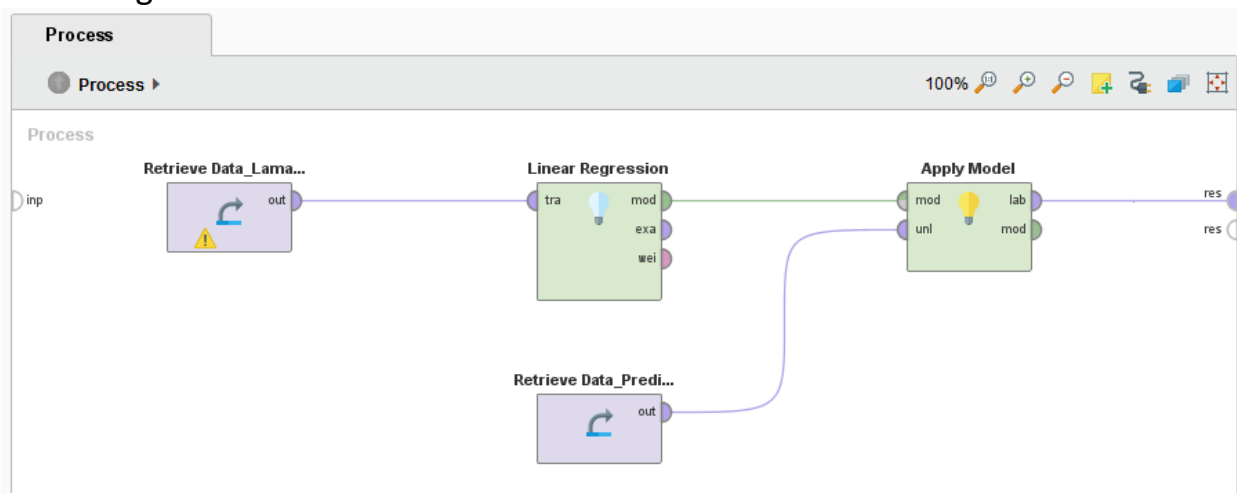 Process
Process
100%
Process
Retrieve Data_Lama...
Linear Regression
Apply Model
inp
out
tra
mod
exa
wei
mod
lab
unl
mod
res
res
Retrieve Data_Predi...
out